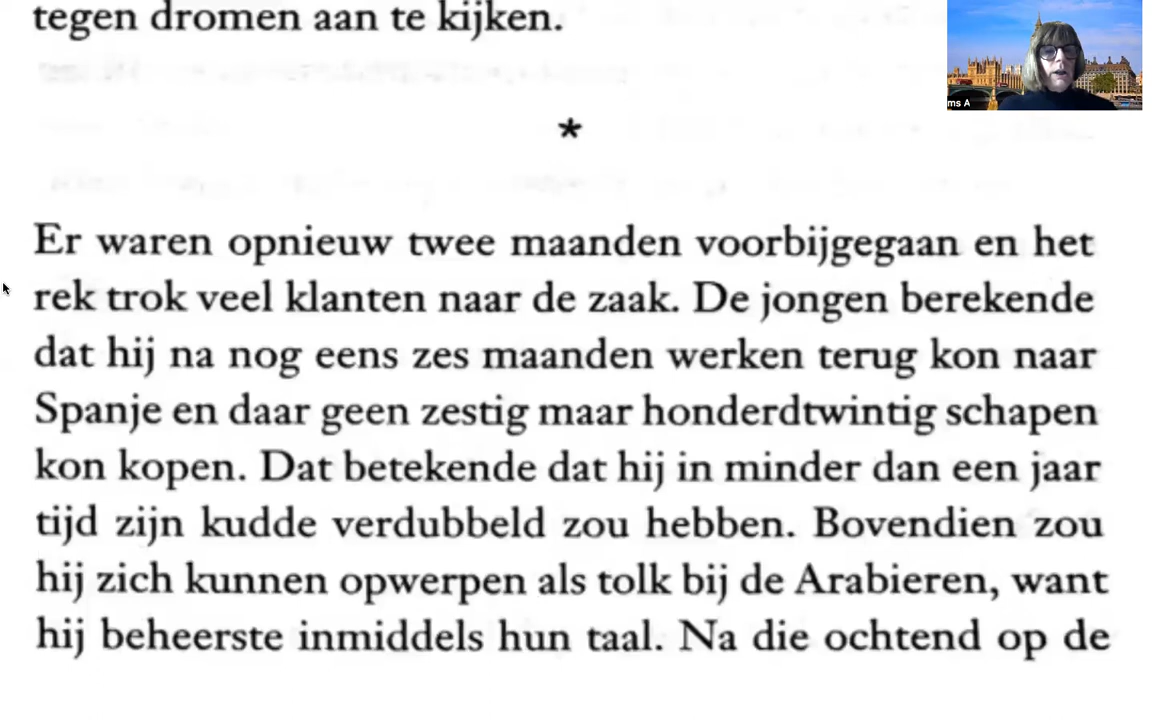 tegen dromen aan te kijken.
ms A
*
Er waren opnieuw twee maanden voorbijgegaan en het
rek trok veel klanten naar de zaak. De jongen berekende
dat hij na nog eens zes maanden werken terug kon naar
Spanje en daar geen zestig maar honderdtwintig schapen
kon kopen. Dat betekende dat hij in minder dan een jaar
tijd zijn kudde verdubbeld zou hebben. Bovendien zou
hij zich kunnen opwerpen als tolk bij de Arabieren, want
hij beheerste inmiddels hun taal. Na die ochtend op de